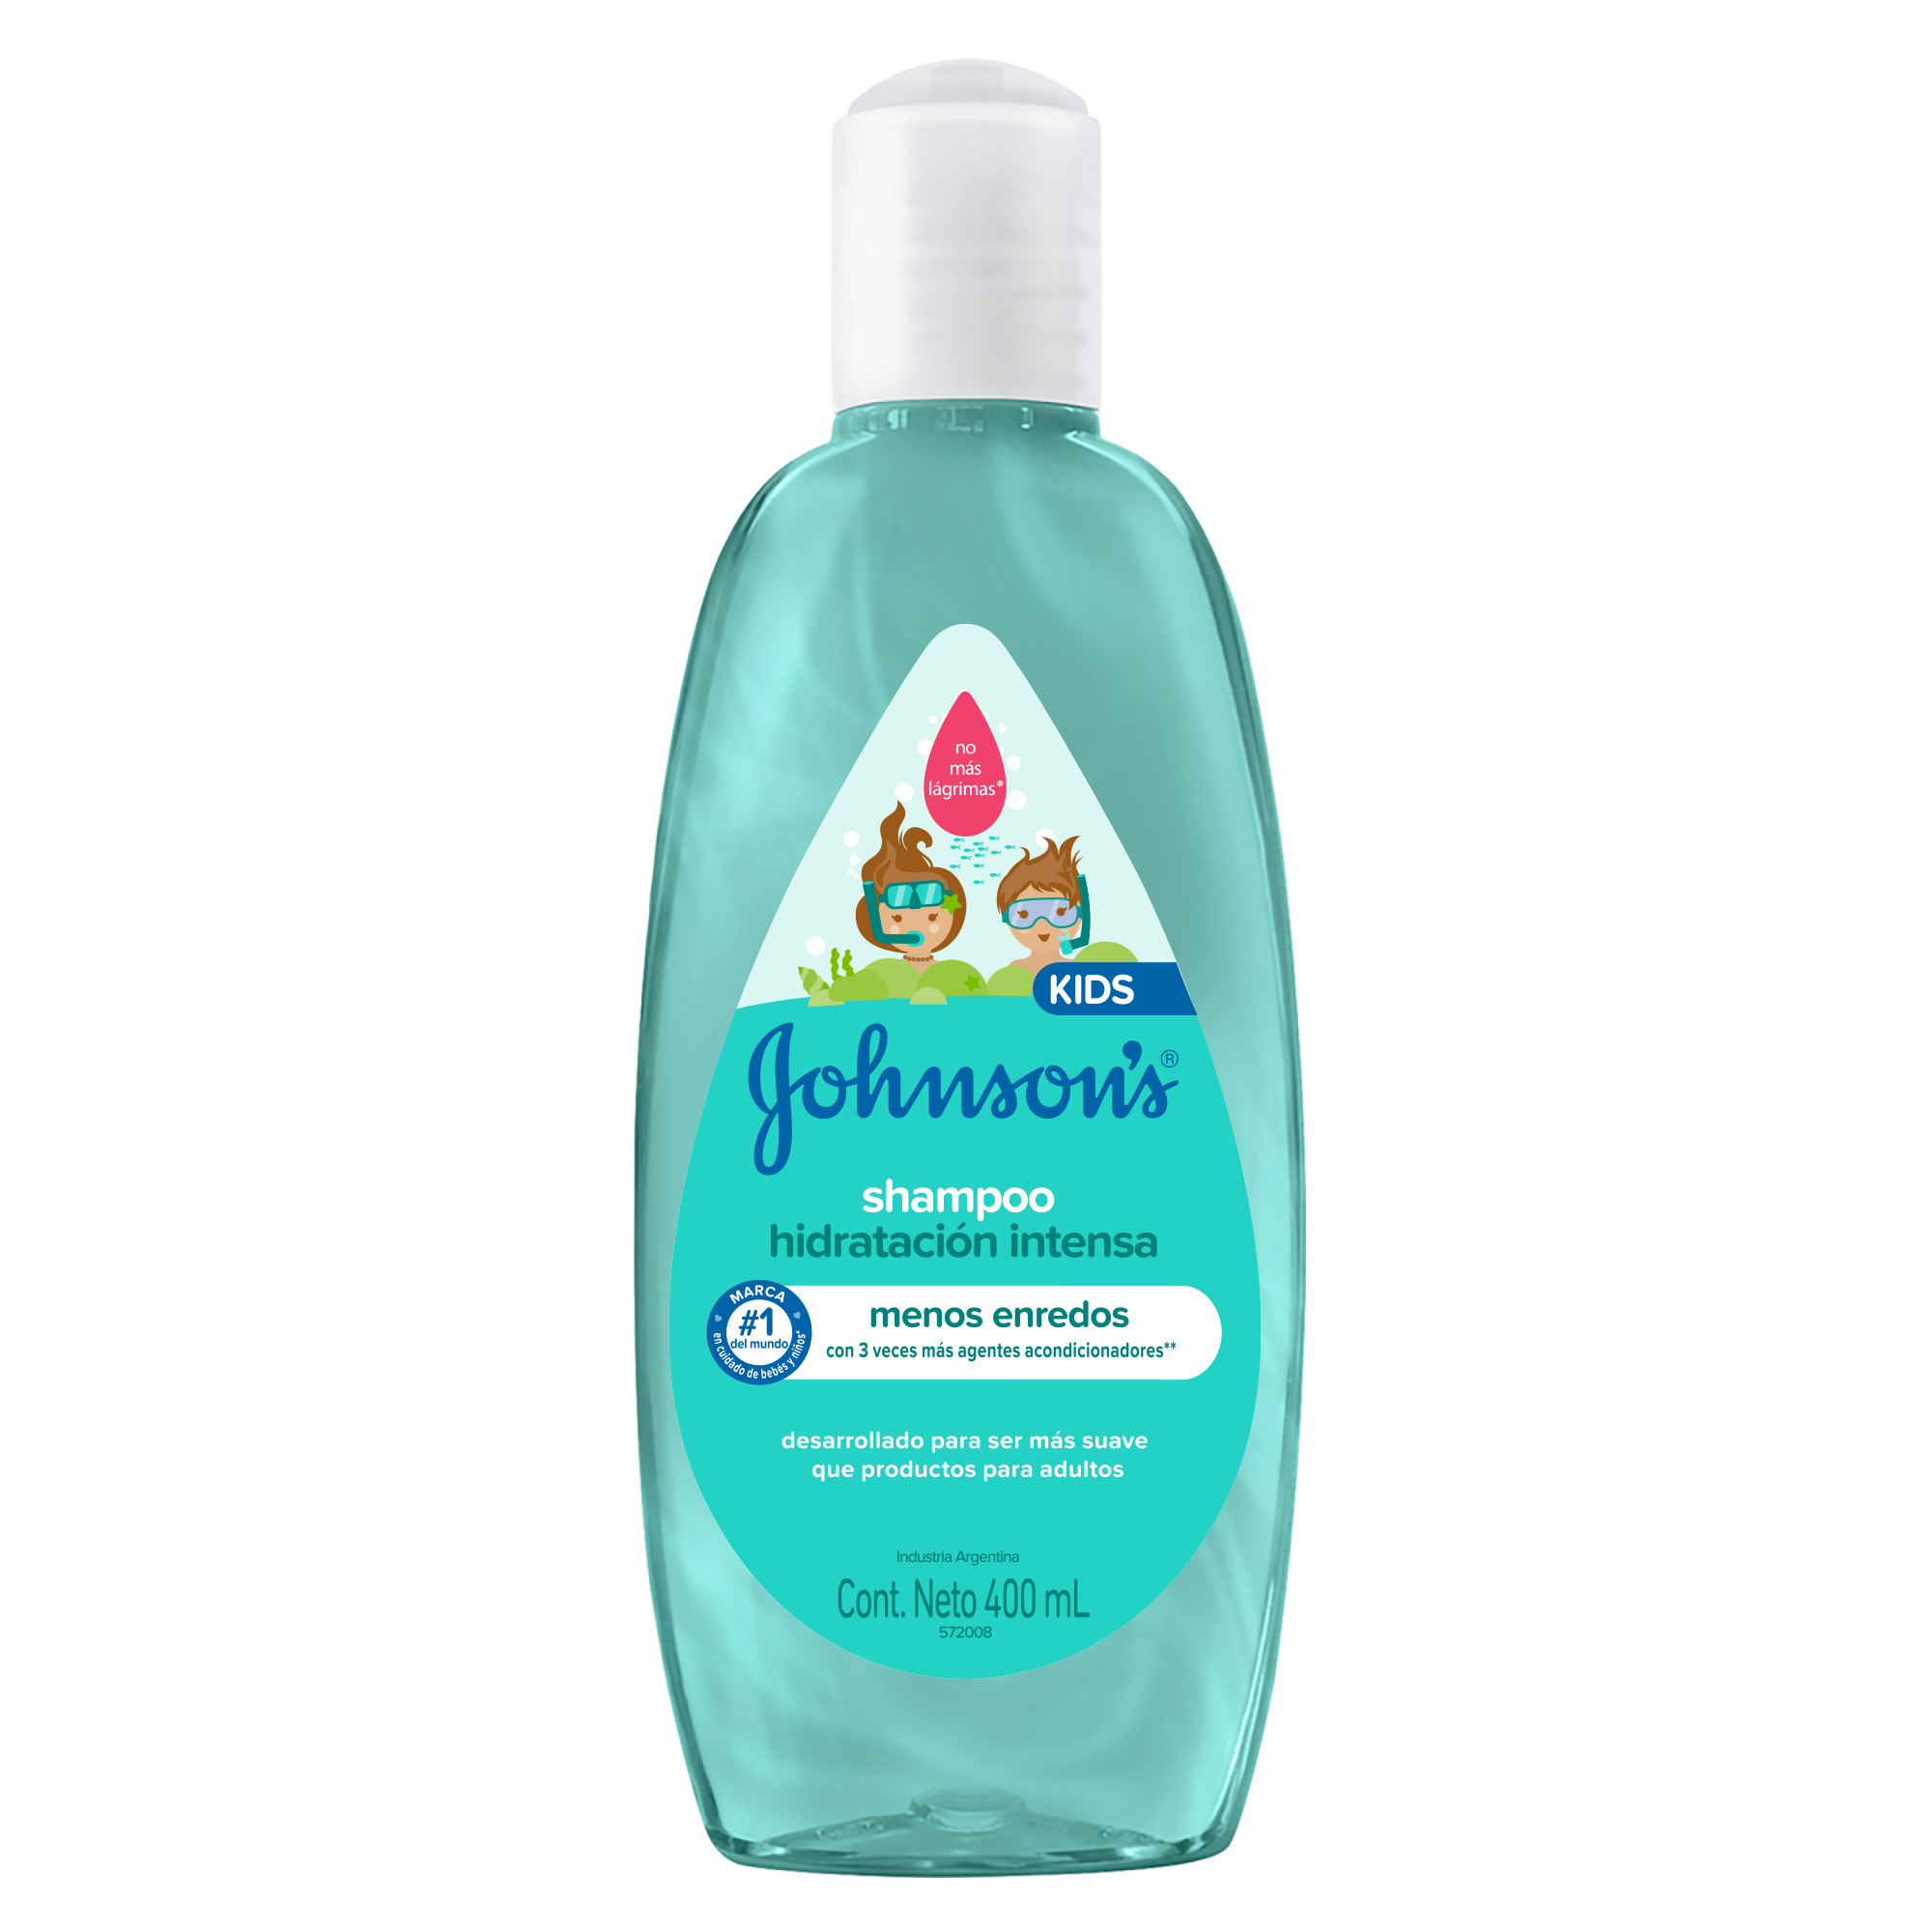 no
más
lágrimas®
KIDS
Johnson's®
shampoo
hidratación intensa
MARCA
#1
del mundo
en cuidado de bebés y niños*
menos enredos
con 3 veces más agentes acondicionadores**
desarrollado para ser más suave
que productos para adultos
Industria Argentina
Cont. Neto 400 mL
572008